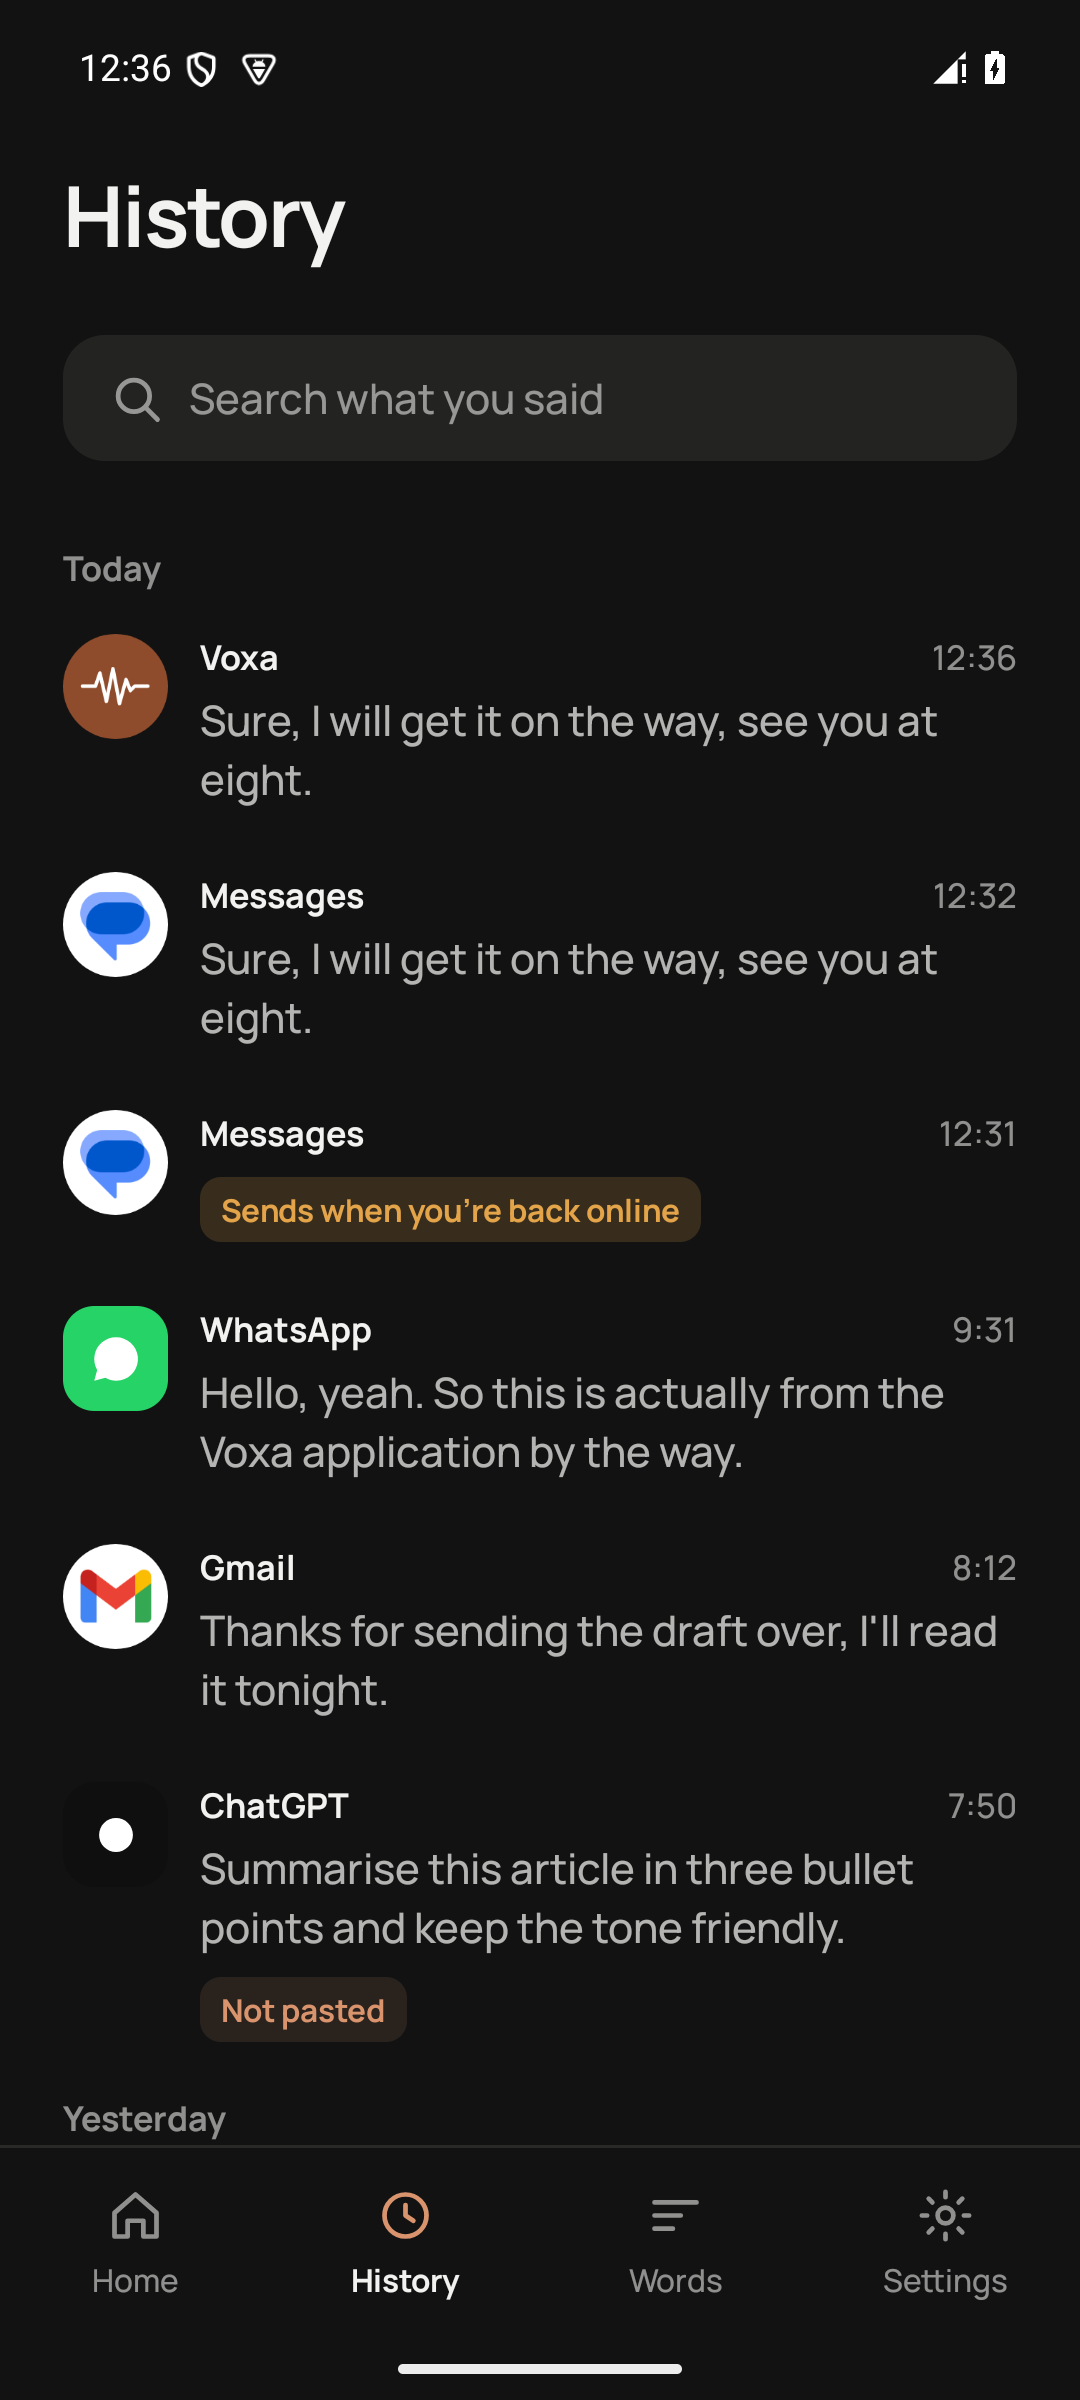 12:36
History
Search what you said
Today
Voxa 12:36
Sure, I will get it on the way, see you at
eight.
Messages 12:32
Sure, I will get it on the way, see you at
eight.
Messages 12:31
Sends when you’re back online
WhatsApp 9:31
Hello, yeah. So this is actually from the
Voxa application by the way.
Gmail 8:12
Thanks for sending the draft over, I'll read
it tonight.
ChatGPT 7:50
Summarise this article in three bullet
points and keep the tone friendly.
Not pasted
Yesterday
Home History Words Settings